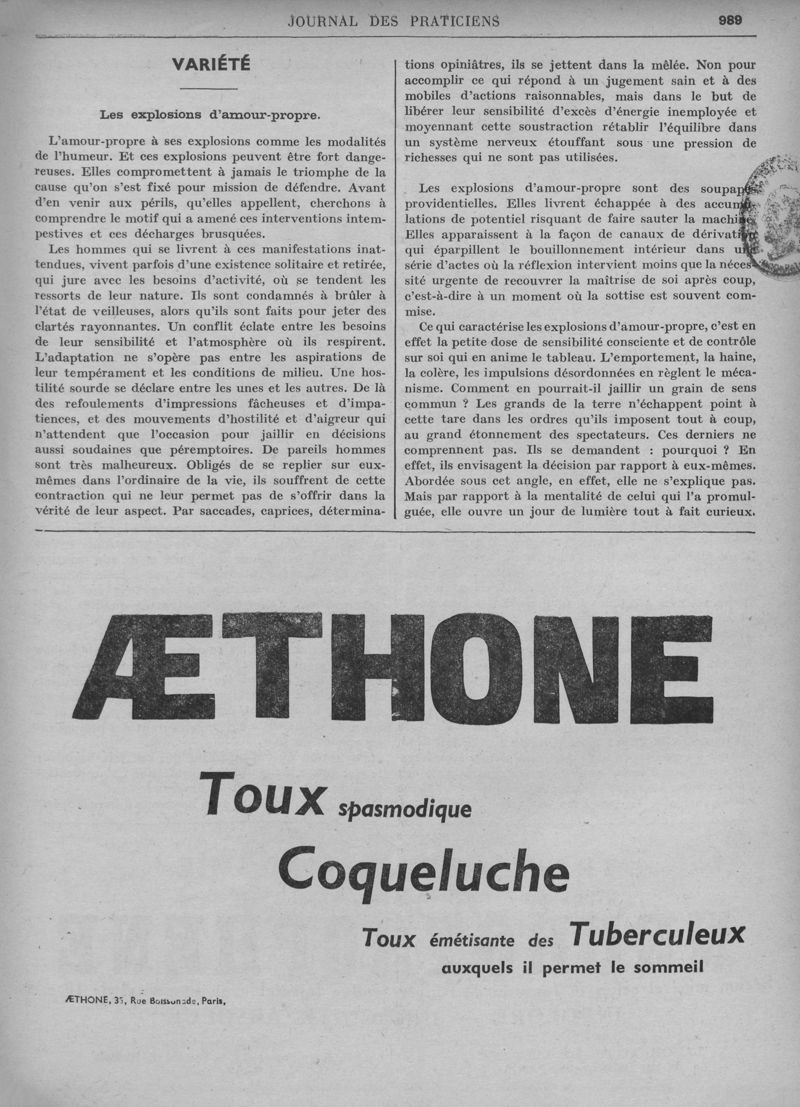 JOURNAL DES PRATICIENS
989
VARIÉTÉ
Les explosions d'amour-propre.
L'amour-propre à ses explosions comme les modalités
de l'humeur. Et ces explosions peuvent être fort dange-
reuses. Elles compromettent à jamais le triomphe de la
cause qu'on s'est fixé pour mission de défendre. Avant
d'en venir aux périls, qu'elles appellent, cherchons à
comprendre le motif qui a amené ces interventions intem-
pestives et ces décharges brusquées.
Les hommes qui se livrent à ces manifestations inat-
tendues, vivent parfois d'une existence solitaire et retirée,
qui jure avec les besoins d'activité, où se tendent les
ressorts de leur nature. Ils sont condamnés à brûler à
l'état de veilleuses, alors qu'ils sont faits pour jeter des
clartés rayonnantes. Un conflit éclate entre les besoins
de leur sensibilité et l'atmosphère où ils respirent.
L'adaptation ne s'opère pas entre les aspirations de
leur tempérament et les conditions de milieu. Une hos-
tilité sourde se déclare entre les unes et les autres. De là
des refoulements d'impressions fâcheuses et d'impa-
tiences, et des mouvements d'hostilité et d'aigreur qui
n'attendent que l'occasion pour jaillir en décisions
aussi soudaines que péremptoires. De pareils hommes
sont très malheureux. Obligés de se replier sur eux-
mêmes dans l'ordinaire de la vie, ils souffrent de cette
contraction qui ne leur permet pas de s'offrir dans la
vérité de leur aspect. Par saccades, caprices, détermina-
tions opiniâtres, ils se jettent dans la mêlée. Non pour
accomplir ce qui répond à un jugement sain et à des
mobiles d'actions raisonnables, mais dans le but de
libérer leur sensibilité d'excès d'énergie inemployée et
moyennant cette soustraction rétablir l'équilibre dans
un système nerveux étouffant sous une pression de
richesses qui ne sont pas utilisées.
Les explosions d'amour-propre sont des soupapes
providentielles. Elles livrent échappée à des accumu-
lations de potentiel risquant de faire sauter la machine.
Elles apparaissent à la façon de canaux de dérivation
qui éparpillent le bouillonnement intérieur dans une
série d'actes où la réflexion intervient moins que la néces-
sité urgente de recouvrer la maîtrise de soi après coup,
c'est-à-dire à un moment où la sottise est souvent com-
mise.
Ce qui caractérise les explosions d'amour-propre, c'est en
effet la petite dose de sensibilité consciente et de contrôle
sur soi qui en anime le tableau. L'emportement, la haine,
la colère, les impulsions désordonnées en règlent le méca-
nisme. Comment en pourrait-il jaillir un grain de sens
commun ? Les grands de la terre n'échappent point à
cette tare dans les ordres qu'ils imposent tout à coup,
au grand étonnement des spectateurs. Ces derniers ne
comprennent pas. Ils se demandent : pourquoi ? En
effet, ils envisagent la décision par rapport à eux-mêmes.
Abordée sous cet angle, en effet, elle ne s'explique pas.
Mais par rapport à la mentalité de celui qui l'a promul-
guée, elle ouvre un jour de lumière tout à fait curieux.
ÆTHONE
Toux spasmodique
Coqueluche
Toux émétisante des Tuberculeux
auxquels il permet le sommeil
ÆTHONE, 35, Rue Boissonade, Paris,